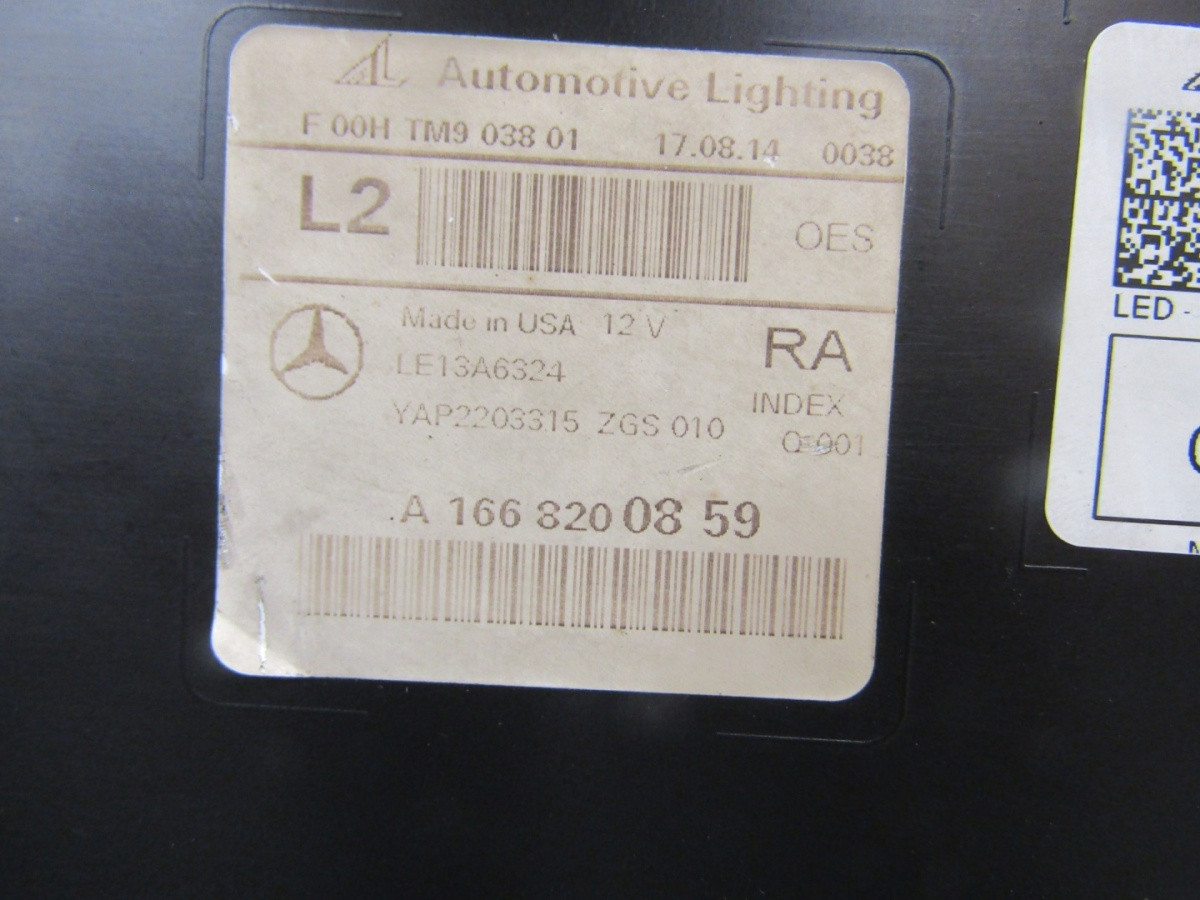 AL Automotive Lighting
F 00H TM9 038 01 17.08.14 0038
L2 OES
Made in USA 12 V RA
LE13A6324
INDEX
YAP2203315 ZGS 010
A 166 820 08 59
LED -